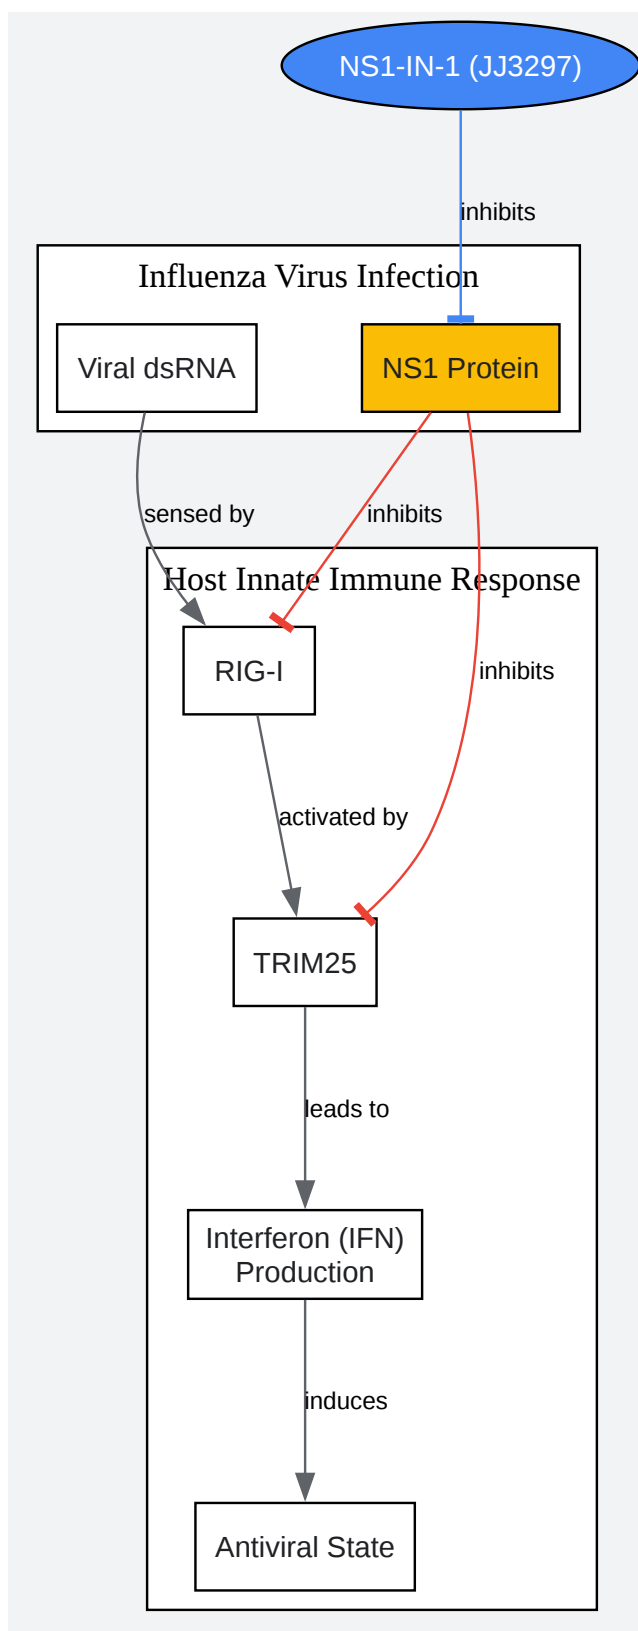 NS1-IN-1 (JJ3297)
inhibits
Influenza Virus Infection
Viral dsRNA
NS1 Protein
sensed by
inhibits
Host Innate Immune Response
RIG-I
inhibits
activated by
TRIM25
leads to
Interferon (IFN)
Production
induces
Antiviral State